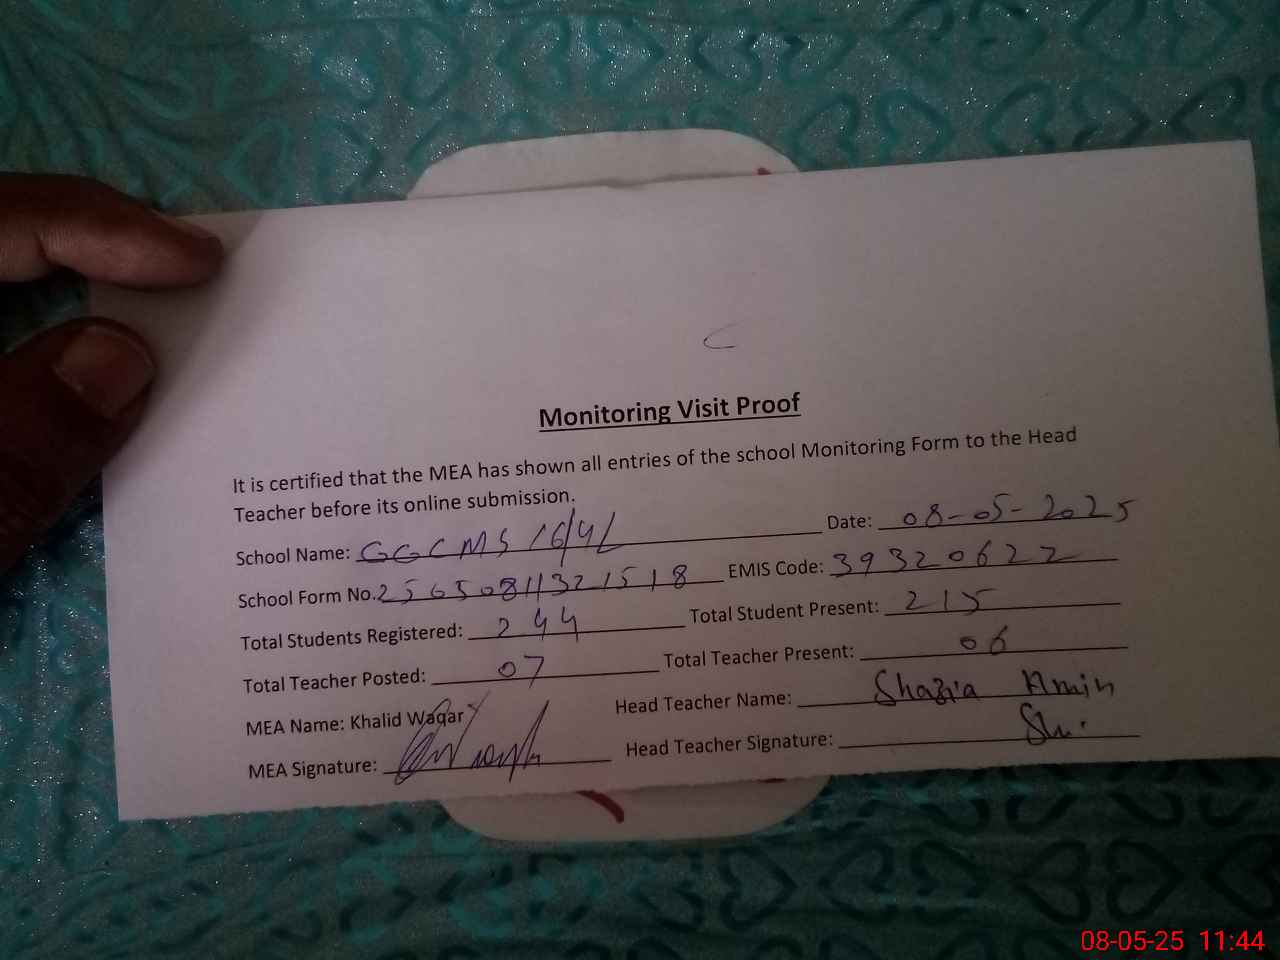 Monitoring Visit Proof
It is certified that the MEA has shown all entries of the school Monitoring Form to the Head
Teacher before its online submission.
School Name: GGCMS 16/4L Date: 08-05-2025
School Form No. 25650811321518 EMIS Code: 39320622
Total Students Registered: 244 Total Student Present: 215
Total Teacher Posted: 07 Total Teacher Present: 06
MEA Name: Khalid Waqar Head Teacher Name: Shazia Amin
MEA Signature: Head Teacher Signature:
08-05-25 11:44